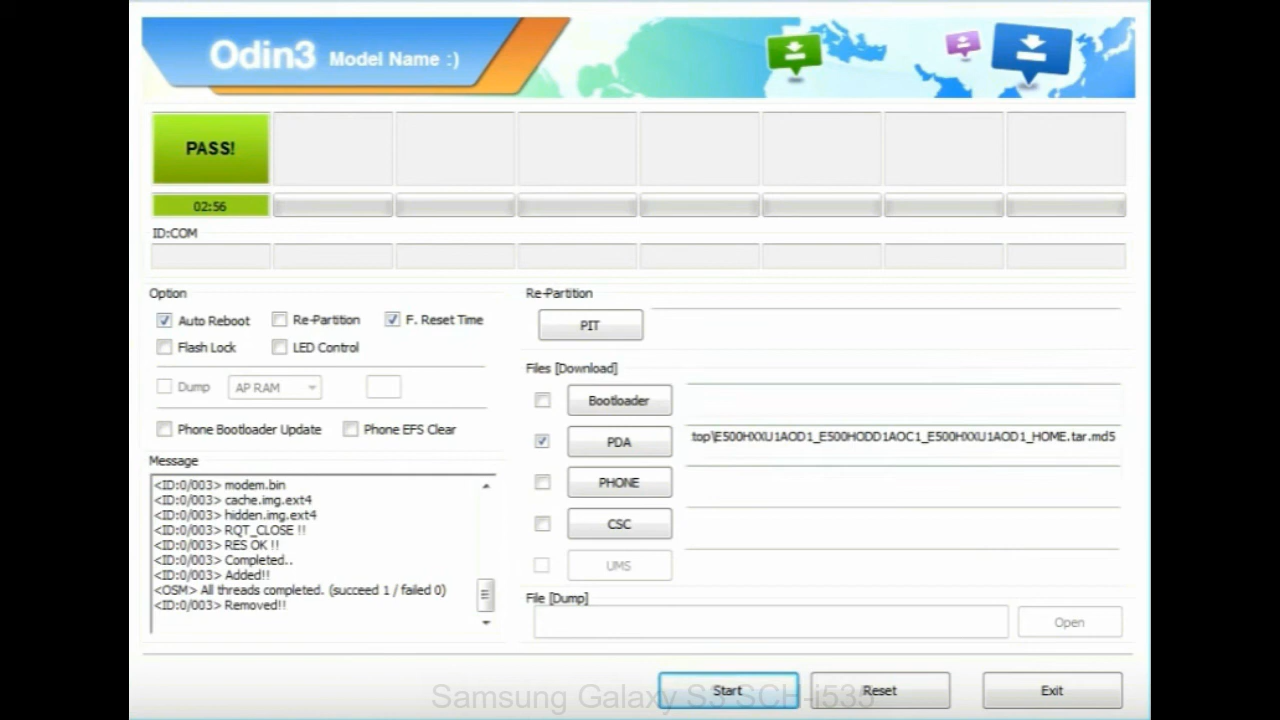 Odin3 Model Name :)
PASS!
02:56
ID:COM
Option
Auto Reboot Re-Partition F. Reset Time
Flash Lock LED Control
Dump AP RAM
Phone Bootloader Update Phone EFS Clear
Message
<ID:0/003> modem.bin
<ID:0/003> cache.img.ext4
<ID:0/003> hidden.img.ext4
<ID:0/003> RQT_CLOSE !!
<ID:0/003> RES OK !!
<ID:0/003> Completed..
<ID:0/003> Added!!
<OSM> All threads completed. (succeed 1 / failed 0)
<ID:0/003> Removed!!
Re-Partition
PIT
Files [Download]
Bootloader
PDA top\E500HXXU1AOD1_E500HODD1AOC1_E500HXXU1AOD1_HOME.tar.md5
PHONE
CSC
UMS
File [Dump]
Open
Start Reset Exit
Samsung Galaxy S3 SCH-i535